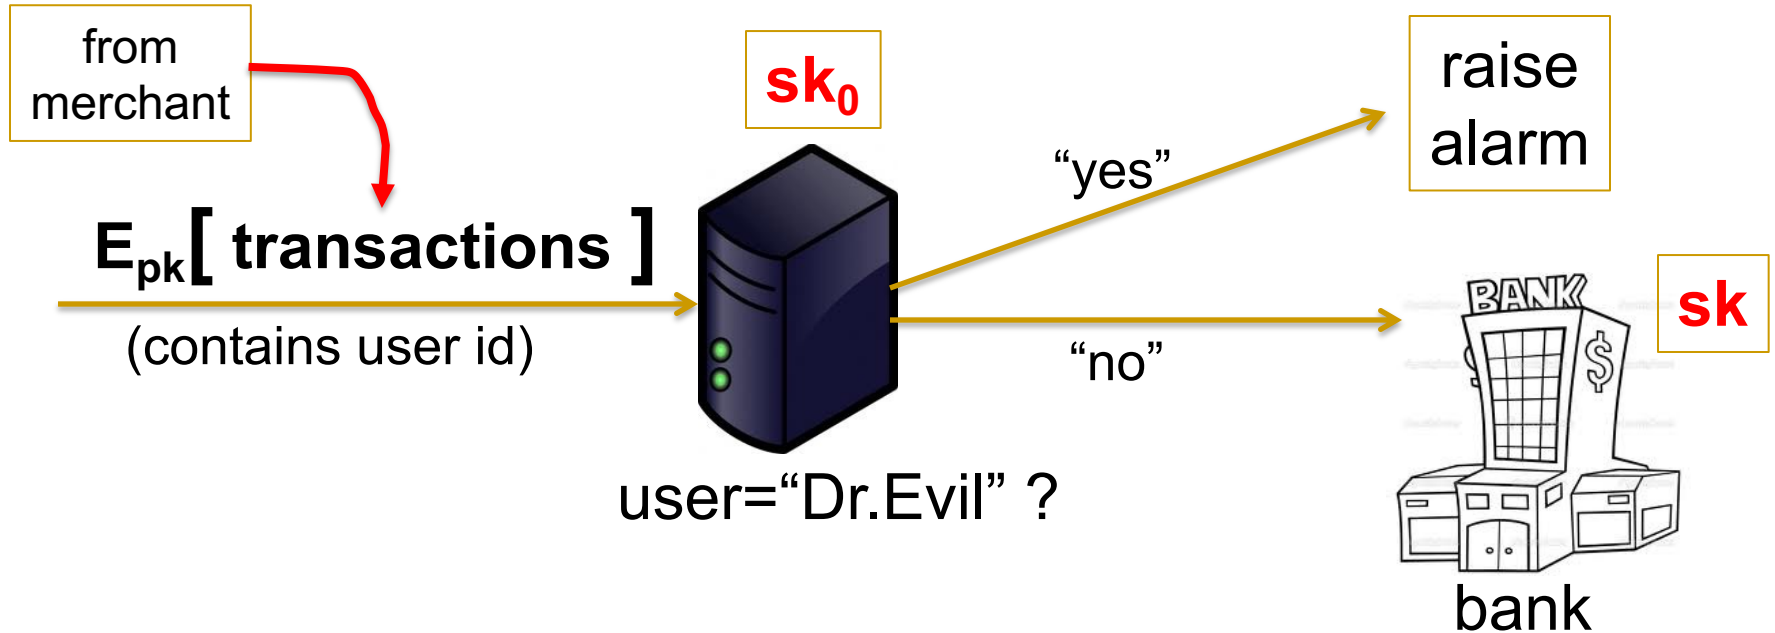 from
merchant
sk₀
raise
alarm
“yes”
Eₚₖ[ transactions ]
(contains user id)
BANK
$
sk
“no”
user=“Dr.Evil” ?
bank